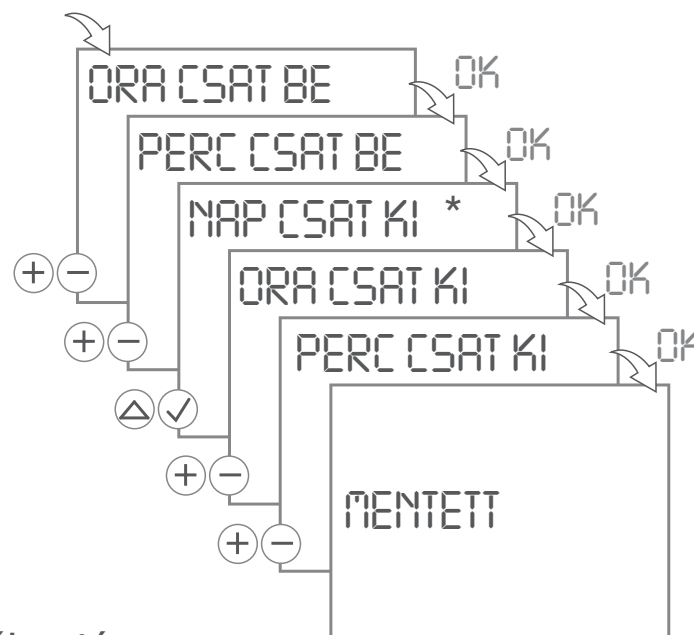 ORA CSAT BE
OK
PERC CSAT BE
OK
NAP CSAT KI *
OK
ORA CSAT KI
OK
PERC CSAT KI
OK
MENTETT